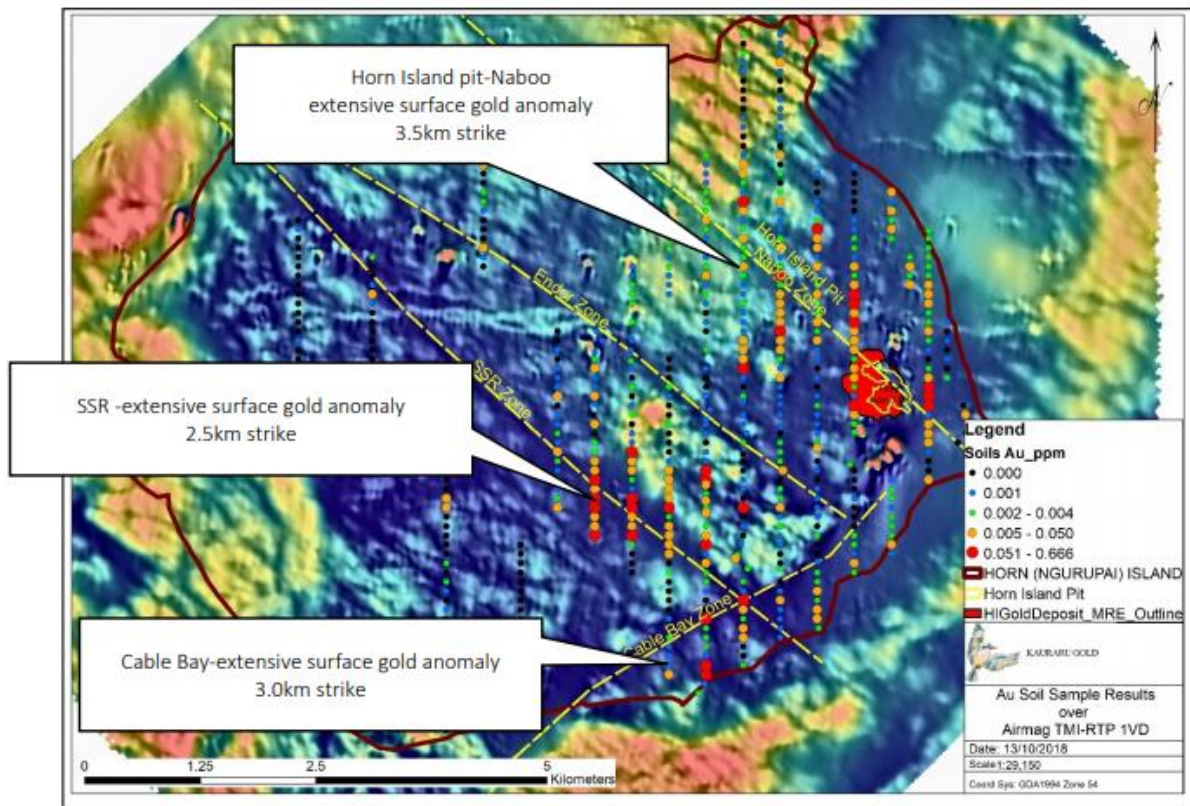 Horn Island pit-Naboo
extensive surface gold anomaly
3.5km strike
Horn Island Pit
Naboo Zone
Ender Zone
SSR Zone
SSR -extensive surface gold anomaly
2.5km strike
Cable Bay Zone
Cable Bay-extensive surface gold anomaly
3.0km strike
0 1.25 2.5 5
Kilometers
N
Legend
Soils Au_ppm
0.000
0.001
0.002 - 0.004
0.005 - 0.050
0.051 - 0.666
HORN (NGURUPAI) ISLAND
Horn Island Pit
HIGoldDeposit_MRE_Outline
KAURARU GOLD
Au Soil Sample Results
over
Airmag TMI-RTP 1VD
Date: 13/10/2018
Scale1:29,150
Coord Sys: GDA1994 Zone 54